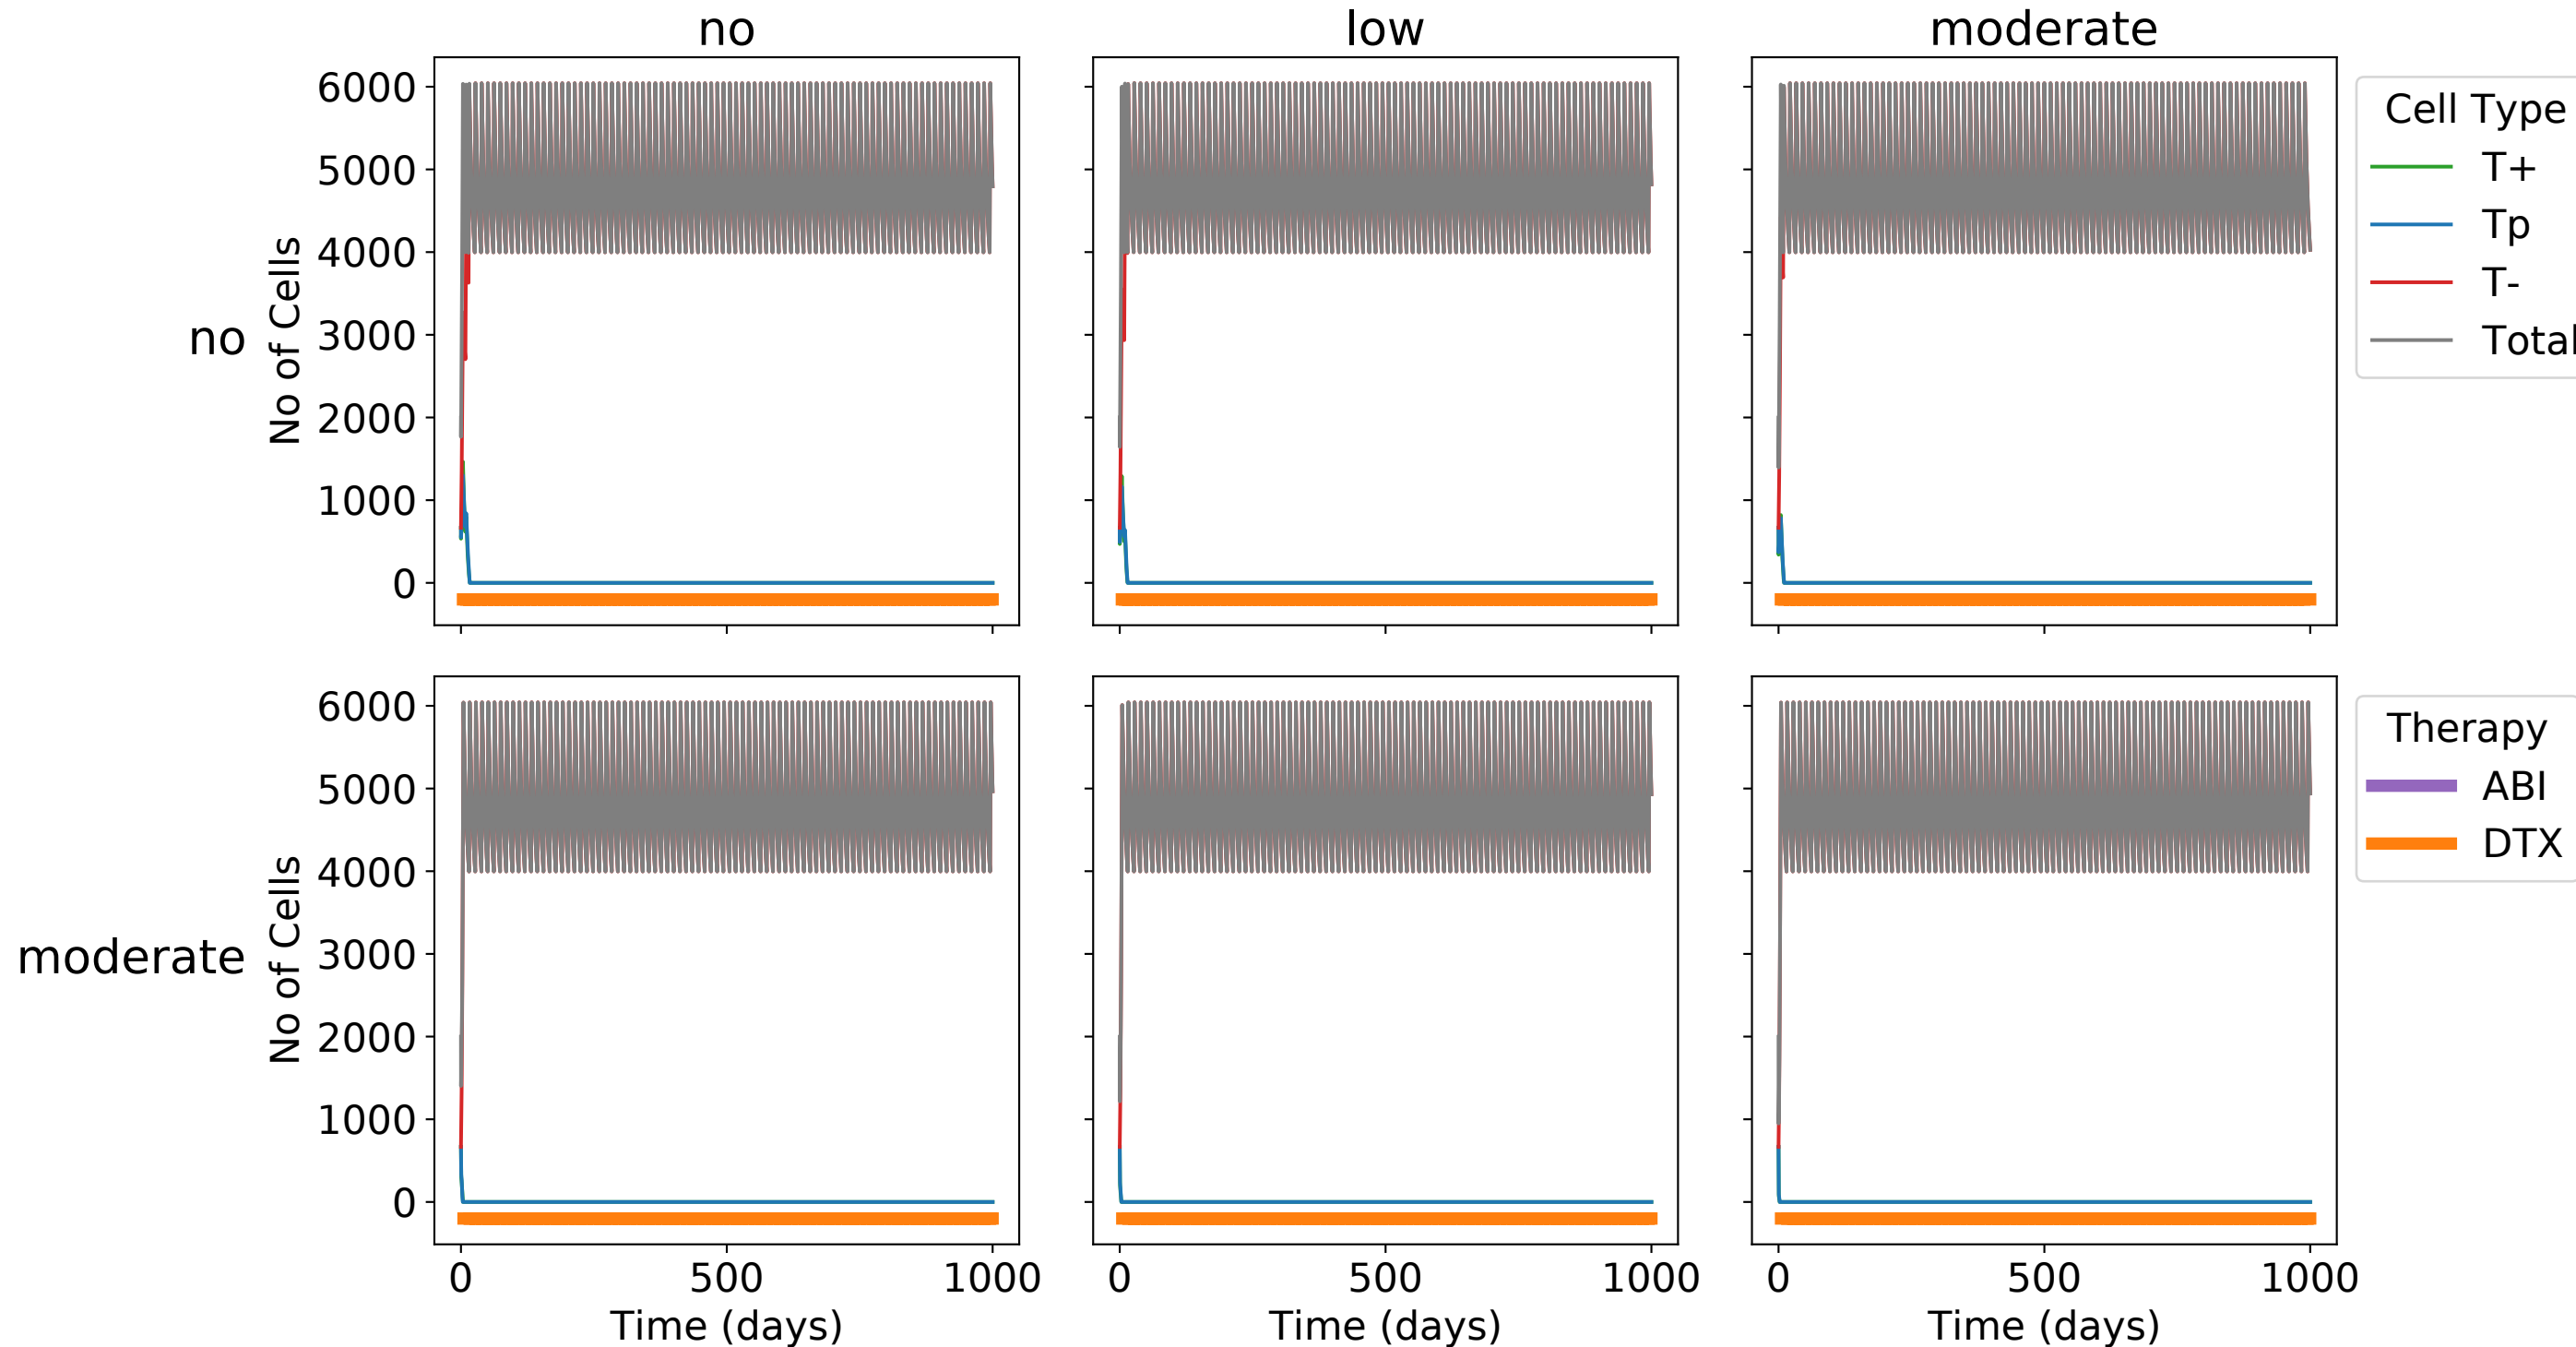 no
low
moderate
6000
5000
4000
3000
2000
1000
0
No of Cells
no
Cell Type
T+
Tp
T-
Total
6000
5000
4000
3000
2000
1000
0
No of Cells
moderate
Therapy
ABI
DTX
0
500
1000
0
500
1000
0
500
1000
Time (days)
Time (days)
Time (days)